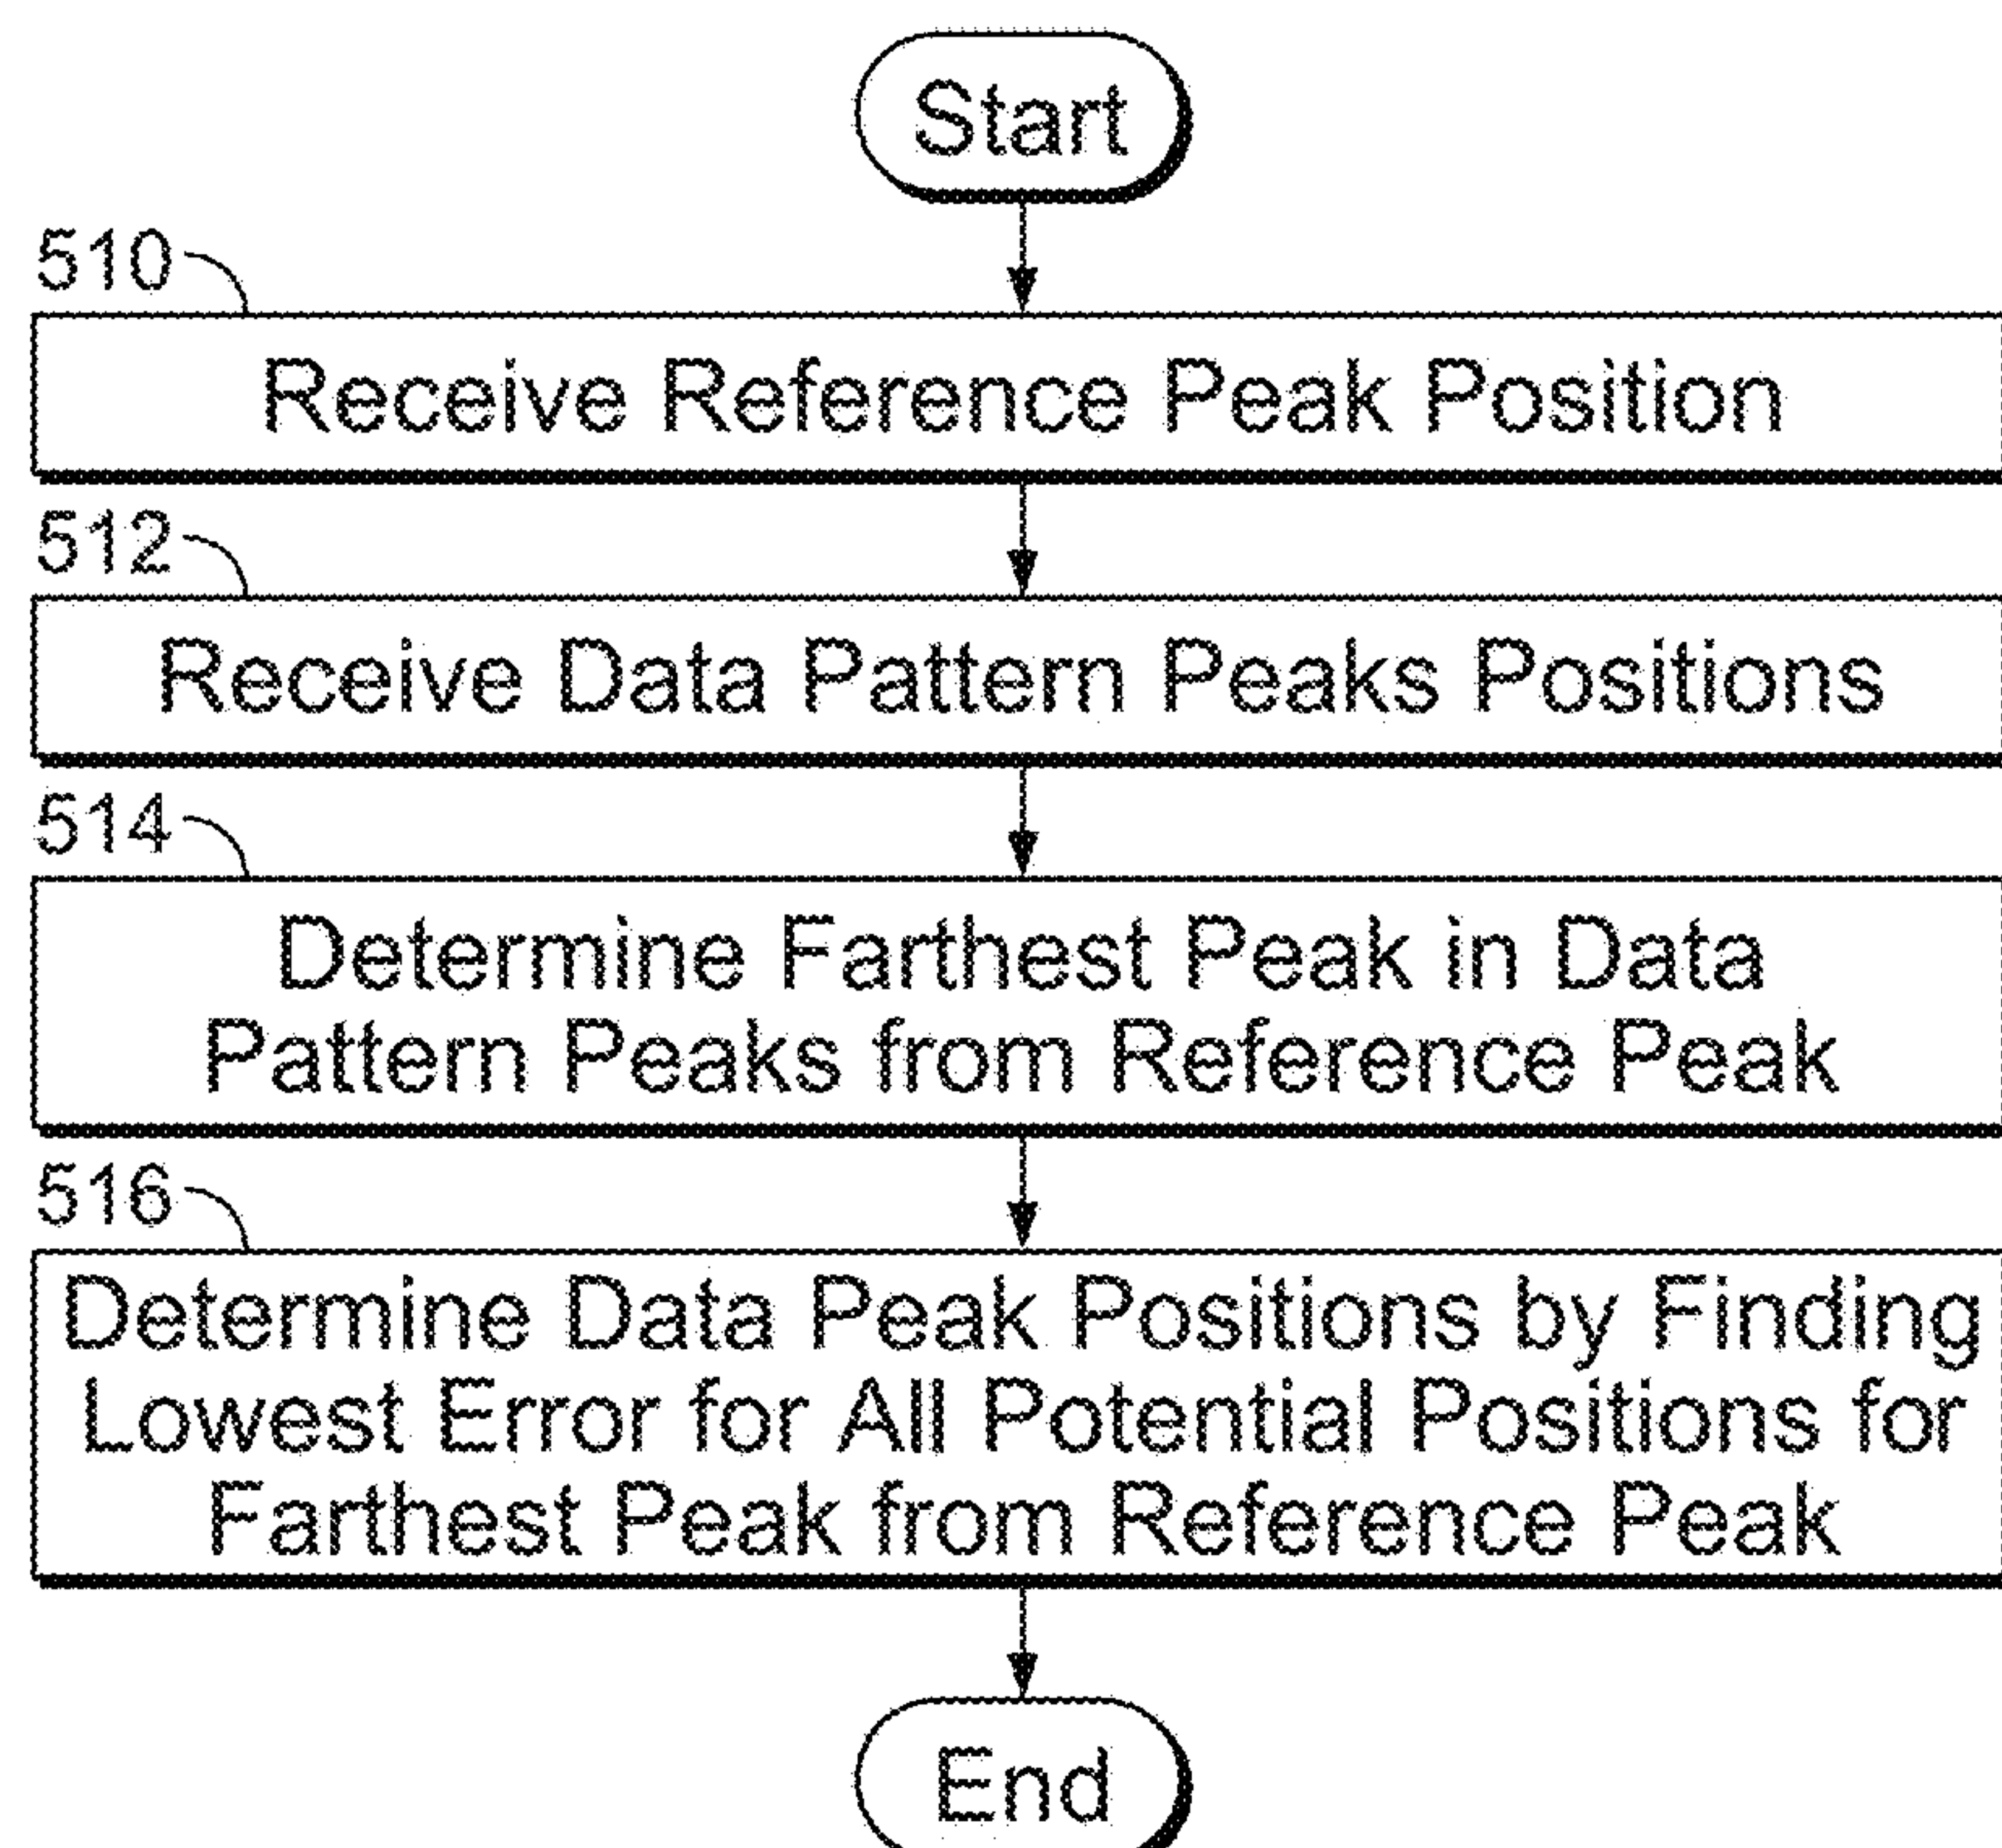 Start
510
Receive Reference Peak Position
512
Receive Data Pattern Peaks Positions
514
Determine Farthest Peak in Data
Pattern Peaks from Reference Peak
516
Determine Data Peak Positions by Finding
Lowest Error for All Potential Positions for
Farthest Peak from Reference Peak
End